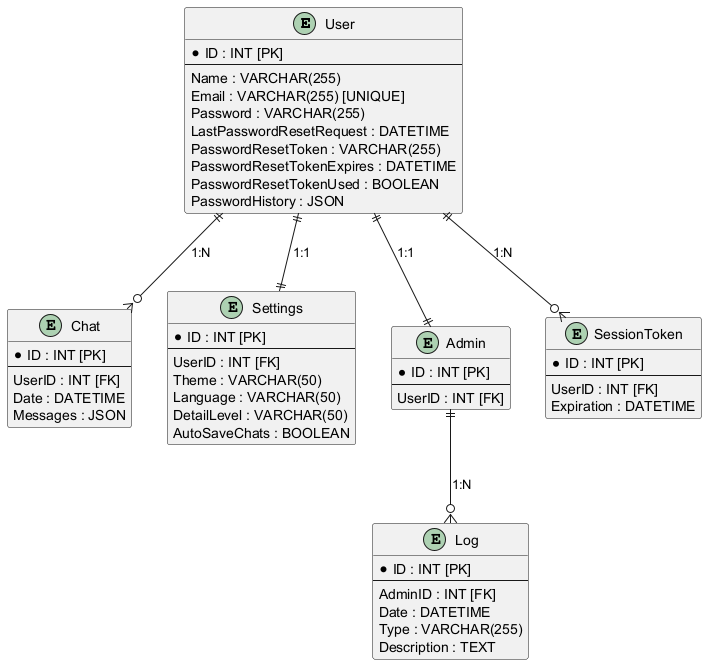 E User
* ID : INT [PK]
Name : VARCHAR(255)
Email : VARCHAR(255) [UNIQUE]
Password : VARCHAR(255)
LastPasswordResetRequest : DATETIME
PasswordResetToken : VARCHAR(255)
PasswordResetTokenExpires : DATETIME
PasswordResetTokenUsed : BOOLEAN
PasswordHistory : JSON
1:N
1:1
1:1
1:N
E Chat
* ID : INT [PK]
UserID : INT [FK]
Date : DATETIME
Messages : JSON
E Settings
* ID : INT [PK]
UserID : INT [FK]
Theme : VARCHAR(50)
Language : VARCHAR(50)
DetailLevel : VARCHAR(50)
AutoSaveChats : BOOLEAN
E Admin
* ID : INT [PK]
UserID : INT [FK]
E SessionToken
* ID : INT [PK]
UserID : INT [FK]
Expiration : DATETIME
1:N
E Log
* ID : INT [PK]
AdminID : INT [FK]
Date : DATETIME
Type : VARCHAR(255)
Description : TEXT